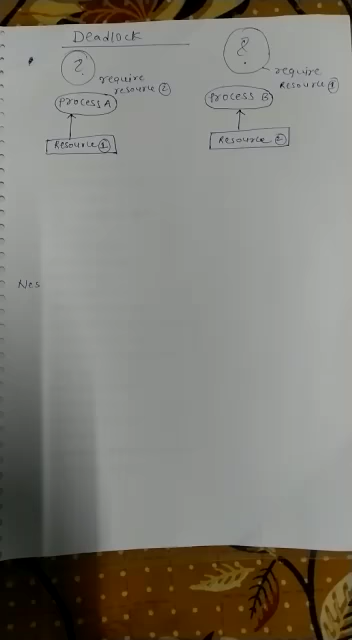 Deadlock
?
require
resource ②
Process A
Resource ①
?
require
Resource ①
Process B
Resource ②
Nes